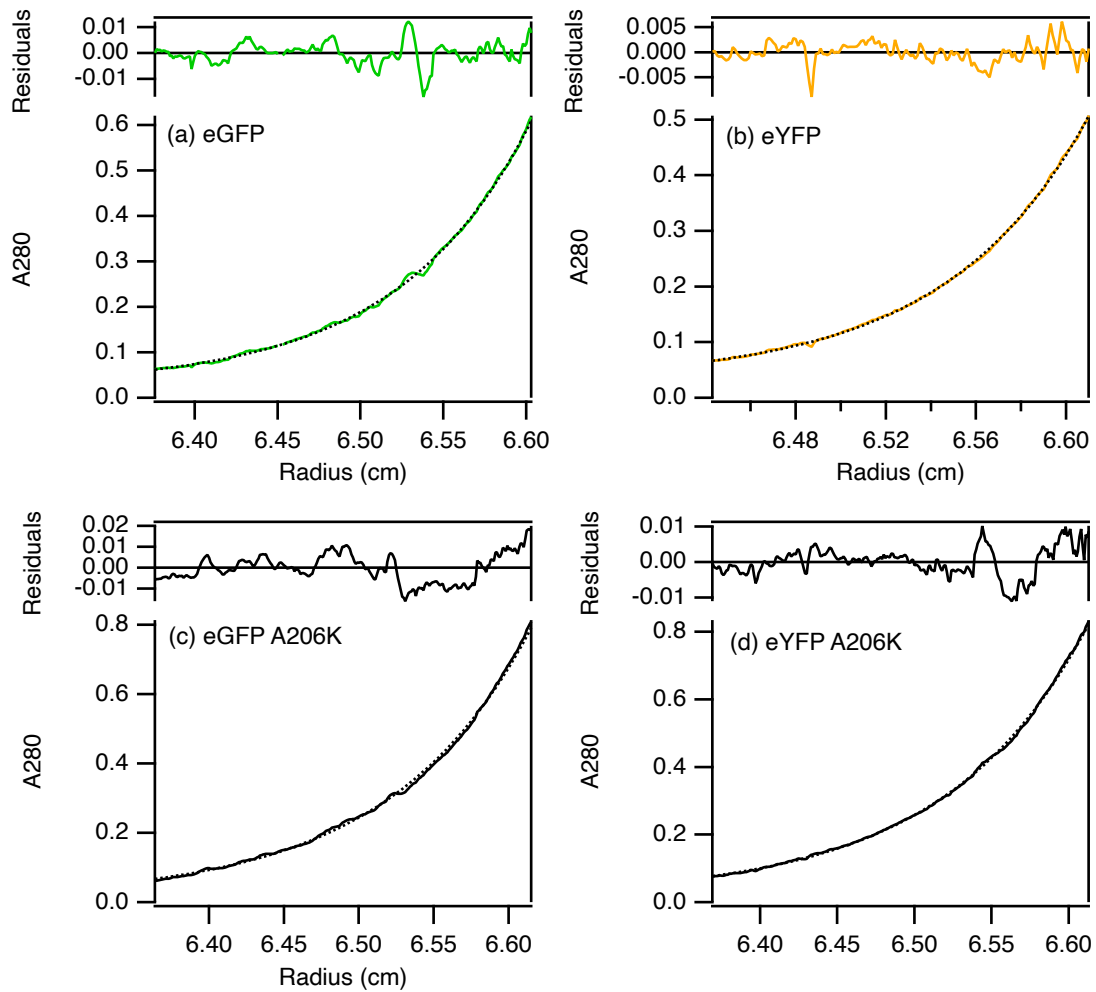 Residuals
0.01
0.00
-0.01
0.6
0.5
0.4
0.3
0.2
0.1
0.0
A280
(a) eGFP
6.40 6.45 6.50 6.55 6.60
Radius (cm)
Residuals
0.005
0.000
-0.005
0.5
0.4
0.3
0.2
0.1
0.0
A280
(b) eYFP
6.48 6.52 6.56 6.60
Radius (cm)
Residuals
0.02
0.01
0.00
-0.01
0.8
0.6
0.4
0.2
0.0
A280
(c) eGFP A206K
6.40 6.45 6.50 6.55 6.60
Radius (cm)
Residuals
0.01
0.00
-0.01
0.8
0.6
0.4
0.2
0.0
A280
(d) eYFP A206K
6.40 6.45 6.50 6.55 6.60